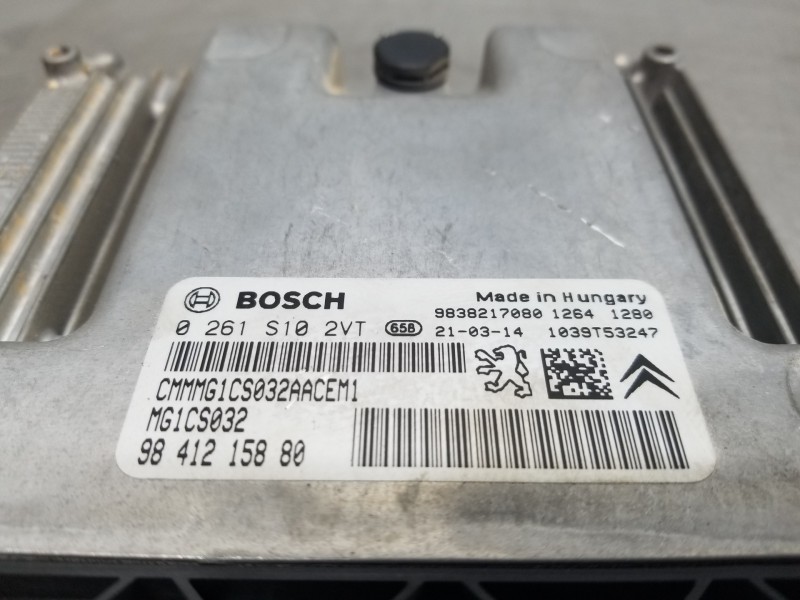 BOSCH
Made in Hungary
9838217080 1264 1280
0 261 S10 2VT 658 21-03-14 1039T53247
CMMMG1CS032AACEM1
MG1CS032
98 412 158 80